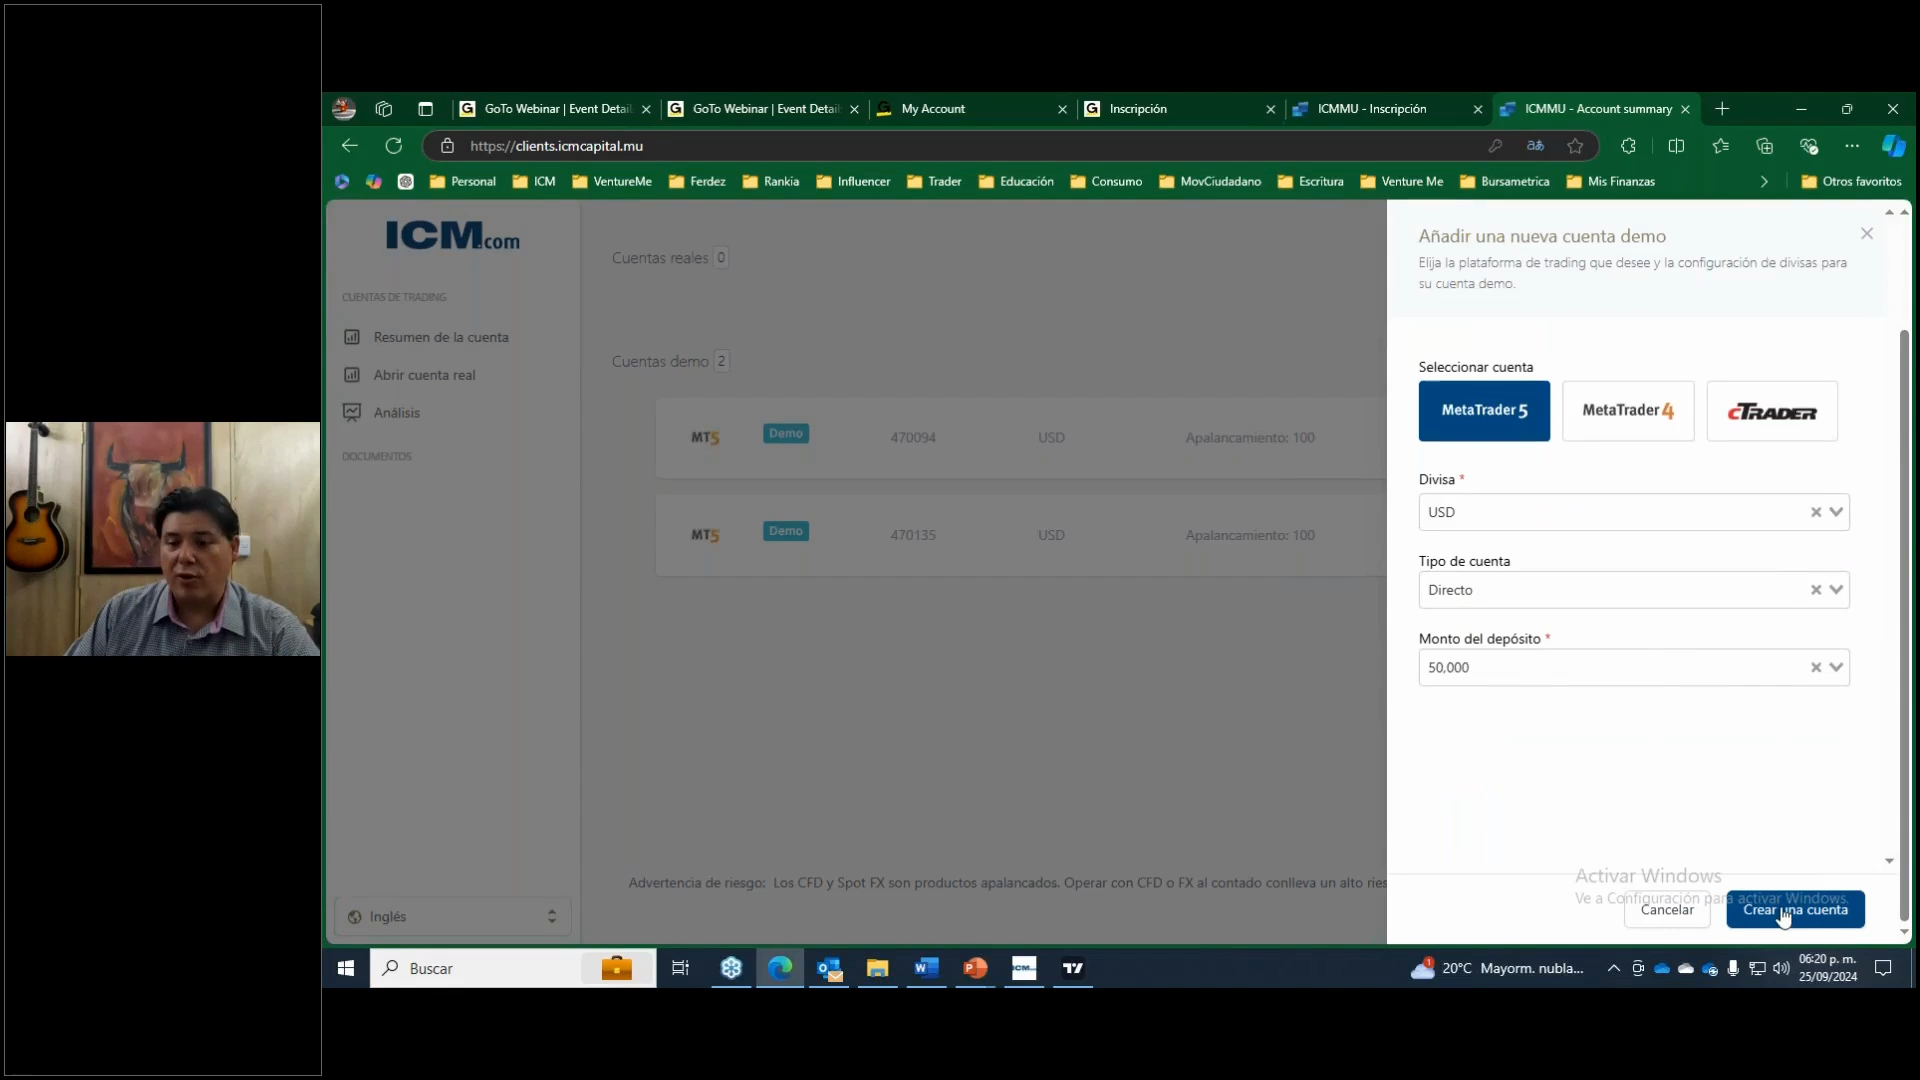 GoTo Webinar | Event Detail
GoTo Webinar | Event Detail
My Account
Inscripción
ICMMU - Inscripción
ICMMU - Account summary
https://clients.icmcapital.mu
Personal
ICM
VentureMe
Ferdez
Rankia
Influencer
Trader
Educación
Consumo
MovCiudadano
Escritura
Venture Me
Bursametrica
Mis Finanzas
Otros favoritos
ICM.com
CUENTAS DE TRADING
Resumen de la cuenta
Abrir cuenta real
Análisis
DOCUMENTOS
Inglés
Cuentas reales 0
Cuentas demo 2
MT5 Demo 470094 USD Apalancamiento: 100
MT5 Demo 470135 USD Apalancamiento: 100
Advertencia de riesgo: Los CFD y Spot FX son productos apalancados. Operar con CFD o FX al contado conlleva un alto ries
Añadir una nueva cuenta demo
Elija la plataforma de trading que desee y la configuración de divisas para
su cuenta demo.
Seleccionar cuenta
MetaTrader 5
MetaTrader 4
cTRADER
Divisa *
USD
Tipo de cuenta
Directo
Monto del depósito *
50,000
Activar Windows
Ve a Configuración para activar Windows.
Cancelar
Crear una cuenta
Buscar
20°C Mayorm. nubla...
06:20 p. m.
25/09/2024